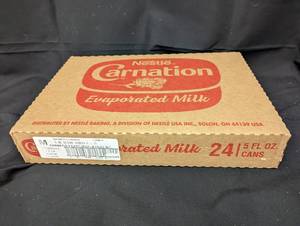 Nestlé
Carnation
Evaporated Milk
DISTRIBUTED BY NESTLÉ BAKING, A DIVISION OF NESTLÉ USA INC., SOLON, OH 44139 USA
Evaporated Milk 24 5 FL OZ.
CANS